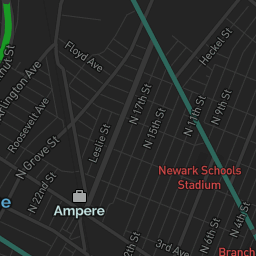 Floyd Ave
Heckel St
Arlington Ave
N 17th St
N 11th St
N 9th St
Roosevelt Ave
N 15th St
Leslie St
N Grove St
Newark Schools
Stadium
N 22nd St
Ampere
N 4th St
N 6th St
3rd Ave
Branch